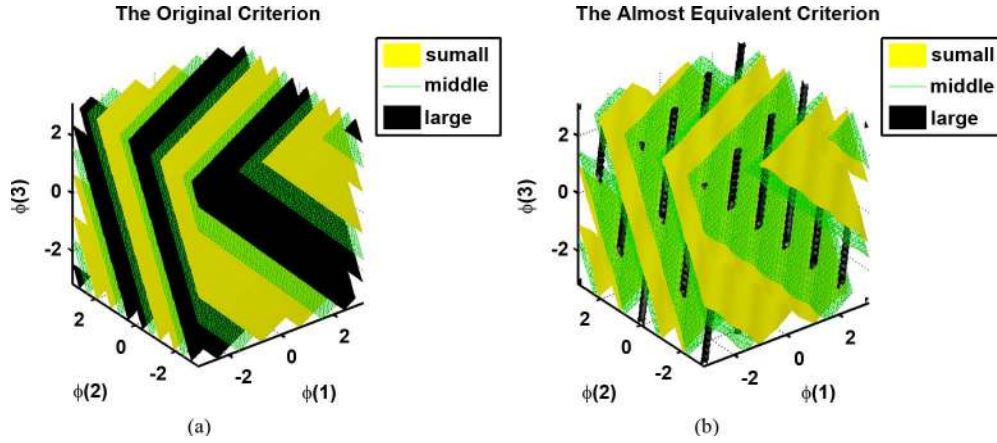 The Original Criterion
sumall
middle
large
2
0
-2
ϕ(3)
2
0
-2
ϕ(2)
-2
0
2
ϕ(1)
(a)
The Almost Equivalent Criterion
sumall
middle
large
2
0
-2
ϕ(3)
2
0
-2
ϕ(2)
-2
0
2
ϕ(1)
(b)